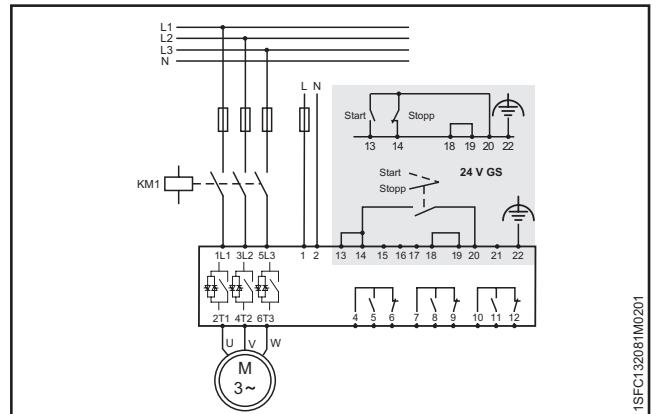 L1
L2
L3
N
L N
Start Stopp
13 14 18 19 20 22
KM1
Start
Stopp
24 V GS
1L1 3L2 5L3 1 2 13 14 15 16 17 18 19 20 21 22
2T1 4T2 6T3 4 5 6 7 8 9 10 11 12
U V W
M
3~
1SFC132081M0201